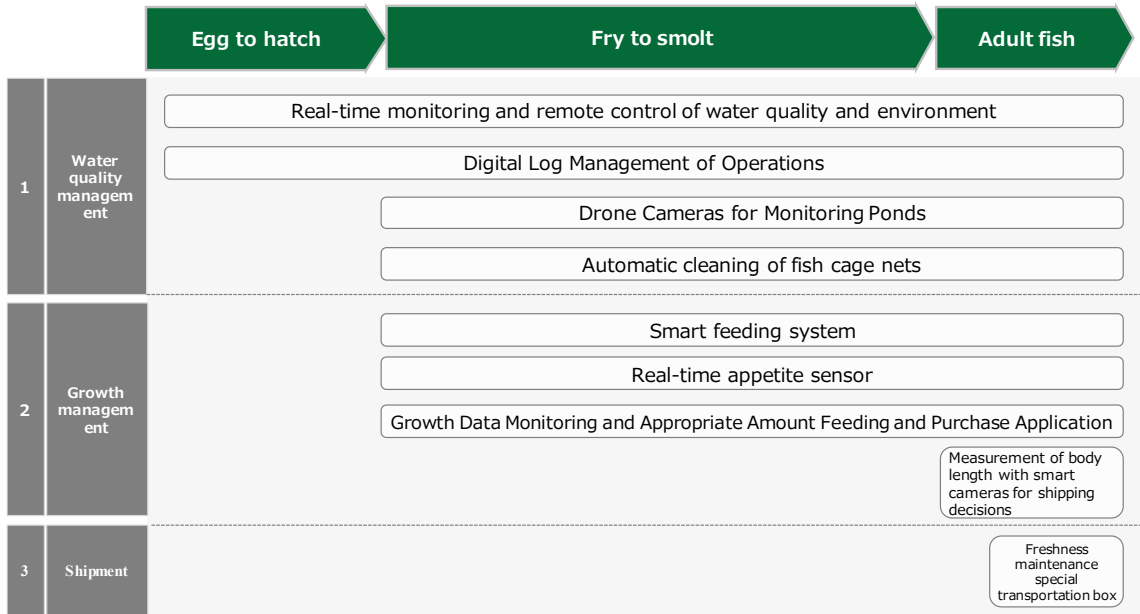 Egg to hatch
Fry to smolt
Adult fish
1
Water
quality
managem
ent
Real-time monitoring and remote control of water quality and environment
Digital Log Management of Operations
Drone Cameras for Monitoring Ponds
Automatic cleaning of fish cage nets
2
Growth
managem
ent
Smart feeding system
Real-time appetite sensor
Growth Data Monitoring and Appropriate Amount Feeding and Purchase Application
Measurement of body
length with smart
cameras for shipping
decisions
3
Shipment
Freshness
maintenance
special
transportation box